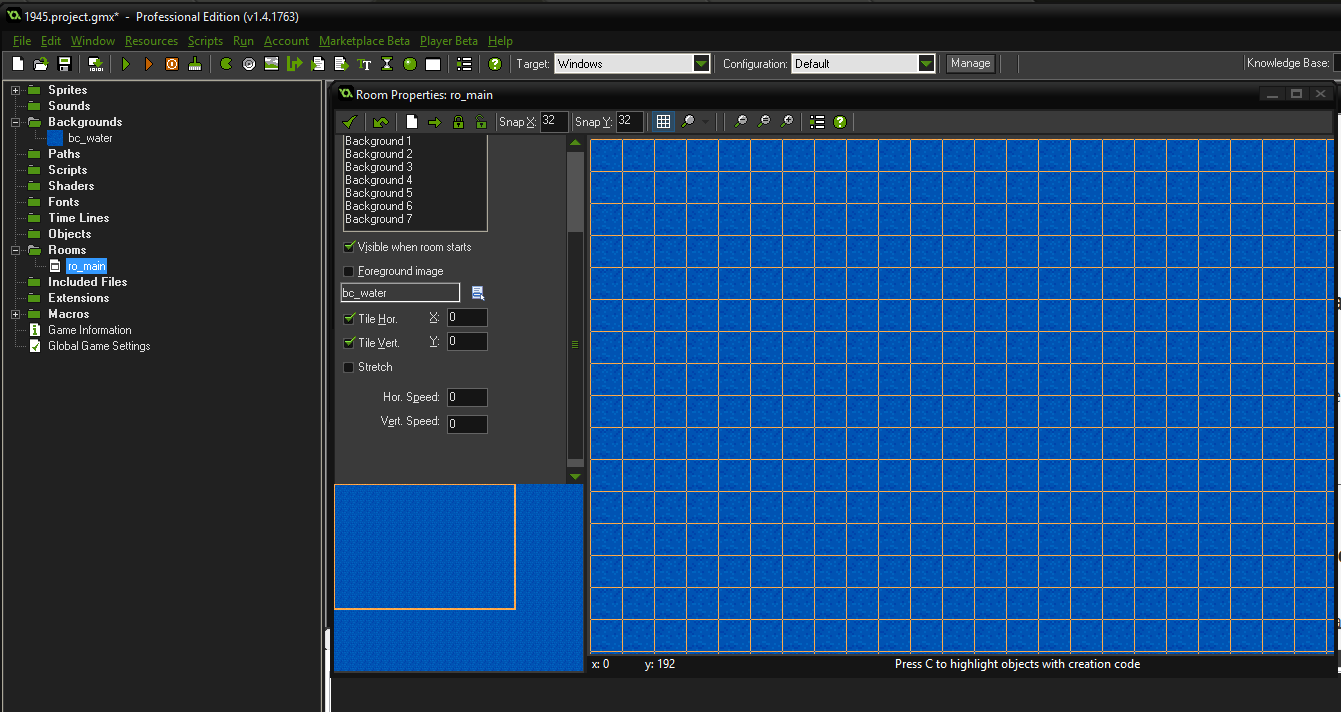 1945.project.gmx* - Professional Edition (v1.4.1763)
File Edit Window Resources Scripts Run Account Marketplace Beta Player Beta Help
Target: Windows Configuration: Default Manage Knowledge Base:
Sprites
Sounds
Backgrounds
bc_water
Paths
Scripts
Shaders
Fonts
Time Lines
Objects
Rooms
ro_main
Included Files
Extensions
Macros
Game Information
Global Game Settings
Room Properties: ro_main
Snap X: 32 Snap Y: 32
Background 1
Background 2
Background 3
Background 4
Background 5
Background 6
Background 7
Visible when room starts
Foreground image
bc_water
Tile Hor. X: 0
Tile Vert. Y: 0
Stretch
Hor. Speed: 0
Vert. Speed: 0
x: 0 y: 192 Press C to highlight objects with creation code